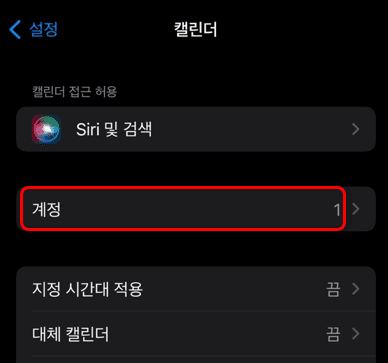 설정
캘린더
캘린더 접근 허용
Siri 및 검색
계정 1
지정 시간대 적용 끔
대체 캘린더 끔